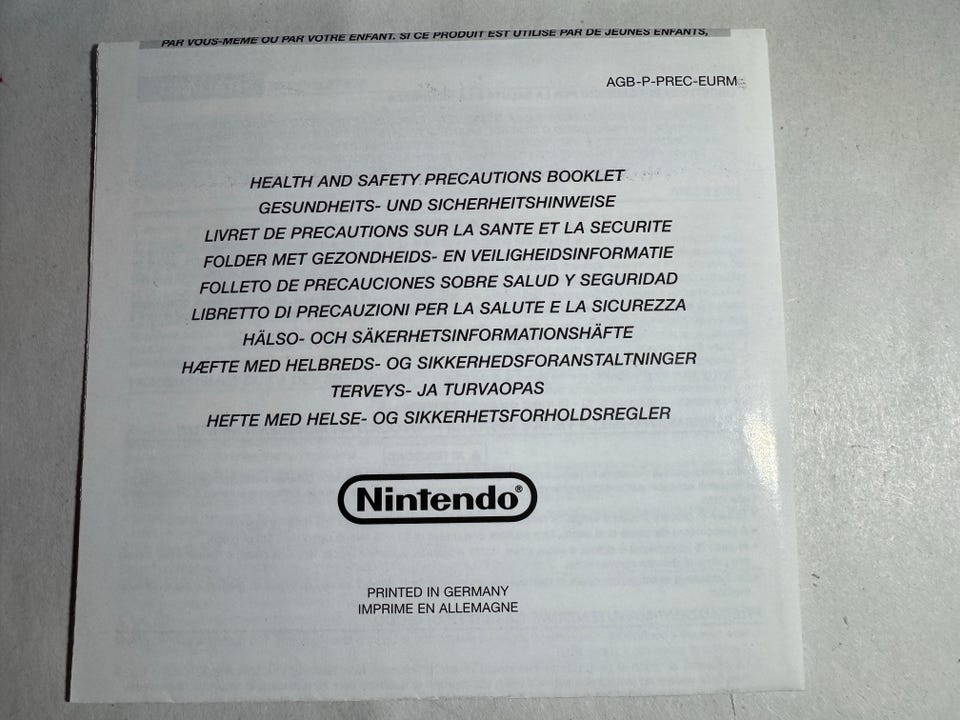 PAR VOUS-MEME OU PAR VOTRE ENFANT. SI CE PRODUIT EST UTILISE PAR DE JEUNES ENFANTS,
AGB-P-PREC-EURM
HEALTH AND SAFETY PRECAUTIONS BOOKLET
GESUNDHEITS- UND SICHERHEITSHINWEISE
LIVRET DE PRECAUTIONS SUR LA SANTE ET LA SECURITE
FOLDER MET GEZONDHEIDS- EN VEILIGHEIDSINFORMATIE
FOLLETO DE PRECAUCIONES SOBRE SALUD Y SEGURIDAD
LIBRETTO DI PRECAUZIONI PER LA SALUTE E LA SICUREZZA
HÄLSO- OCH SÄKERHETSINFORMATIONSHÄFTE
HÆFTE MED HELBREDS- OG SIKKERHEDSFORANSTALTNINGER
TERVEYS- JA TURVAOPAS
HEFTE MED HELSE- OG SIKKERHETSFORHOLDSREGLER
Nintendo®
PRINTED IN GERMANY
IMPRIME EN ALLEMAGNE